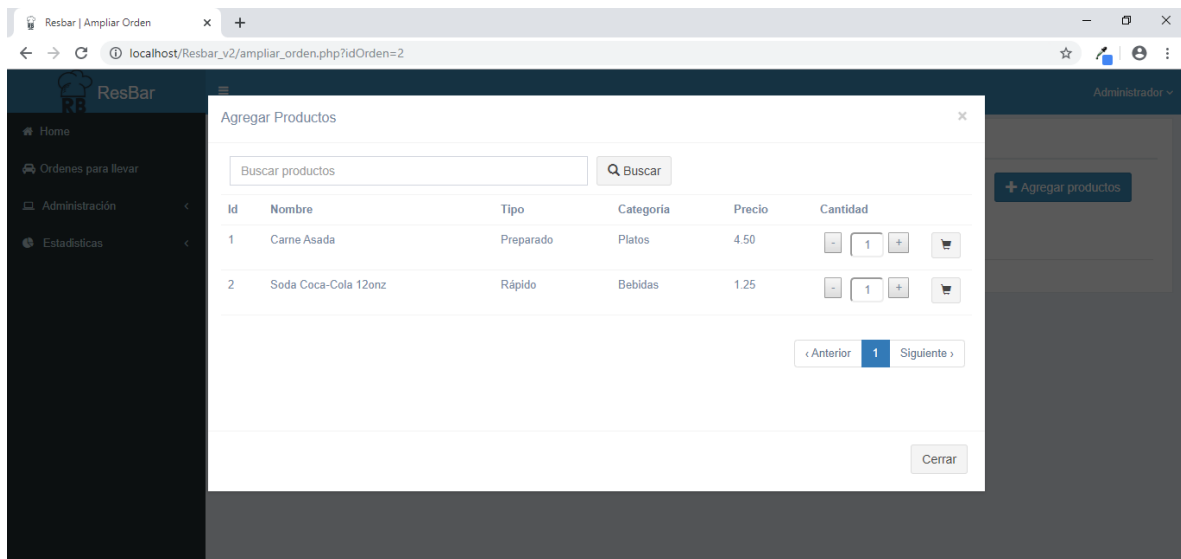 Resbar | Ampliar Orden
localhost/Resbar_v2/ampliar_orden.php?idOrden=2
RB ResBar
Administrador
Home
Ordenes para llevar
Administración
Estadisticas
Agregar productos
Agregar Productos ×
Buscar productos Buscar
Id Nombre Tipo Categoría Precio Cantidad
1 Carne Asada Preparado Platos 4.50 - 1 +
2 Soda Coca-Cola 12onz Rápido Bebidas 1.25 - 1 +
‹ Anterior 1 Siguiente ›
Cerrar